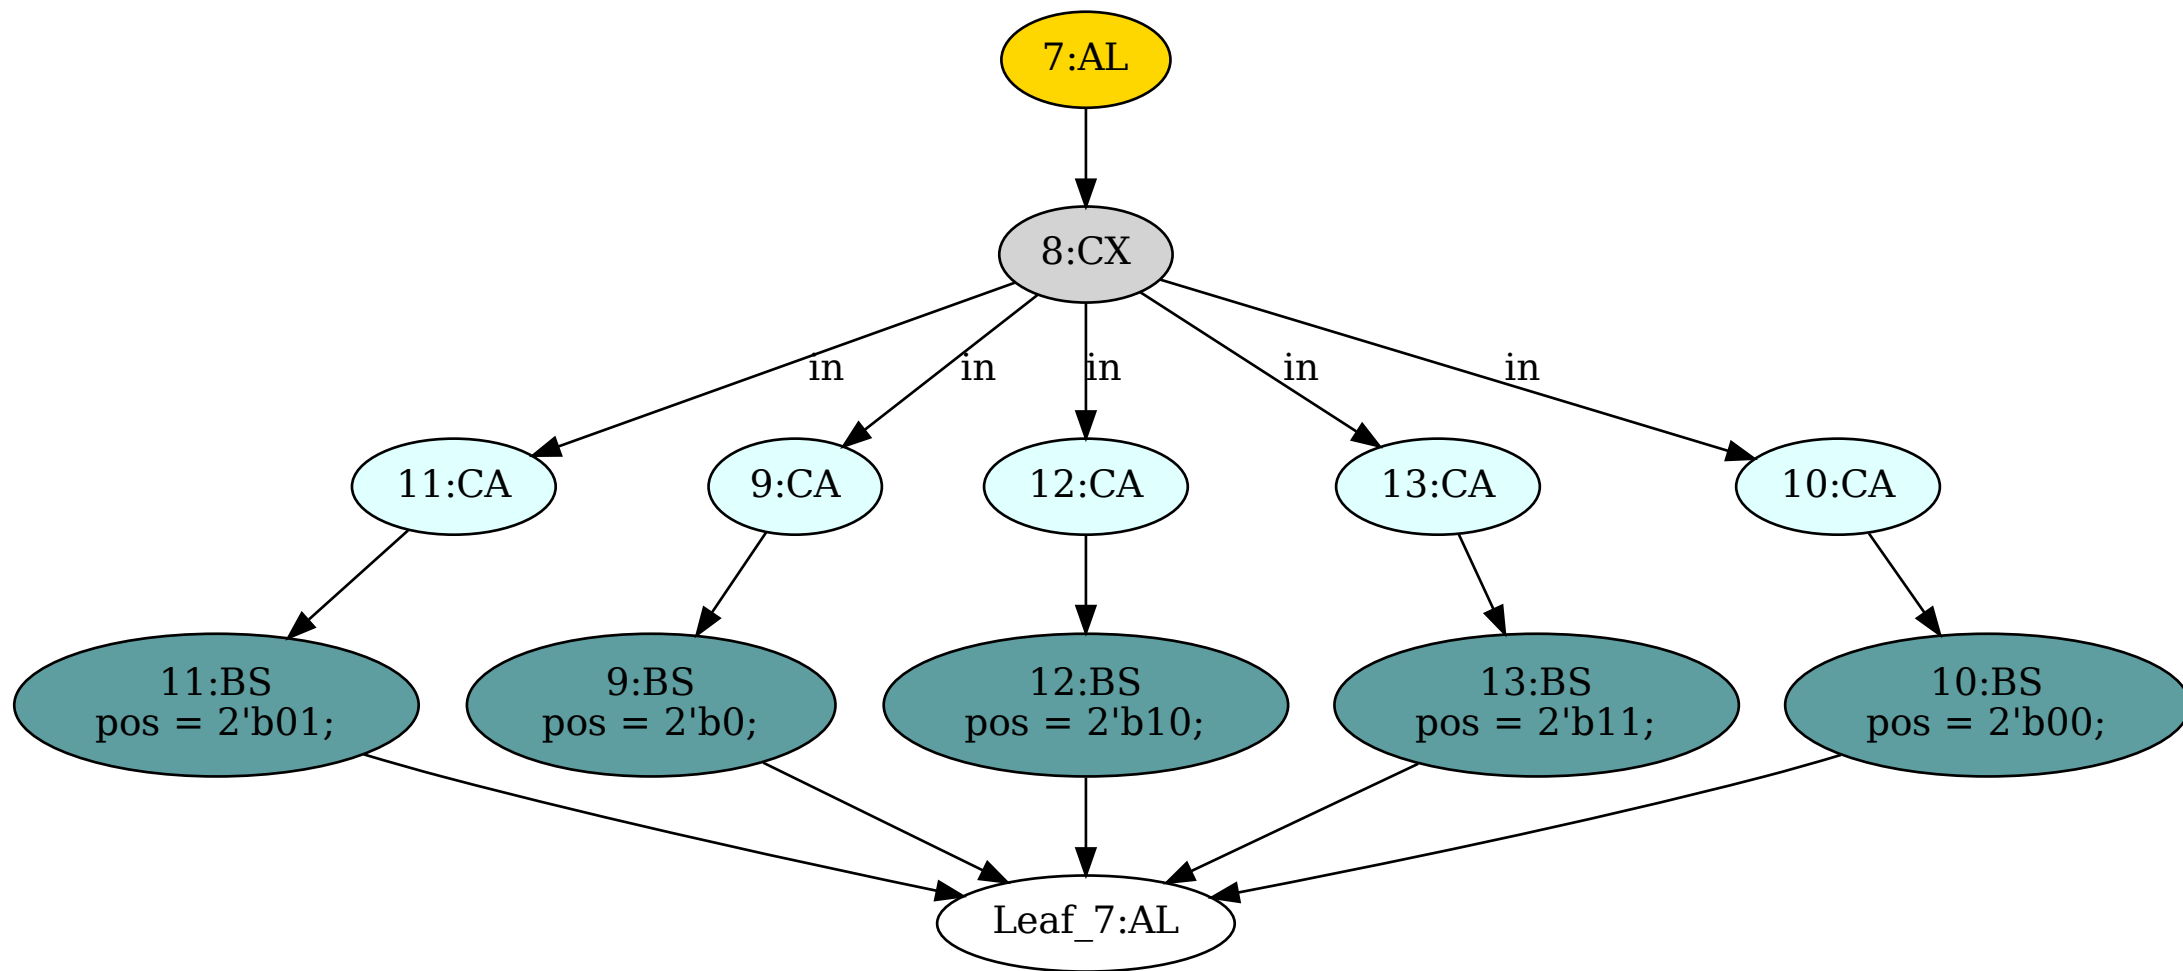 7:AL
8:CX
in
in
in
in
in
11:CA
9:CA
12:CA
13:CA
10:CA
11:BS
pos = 2'b01;
9:BS
pos = 2'b0;
12:BS
pos = 2'b10;
13:BS
pos = 2'b11;
10:BS
pos = 2'b00;
Leaf_7:AL